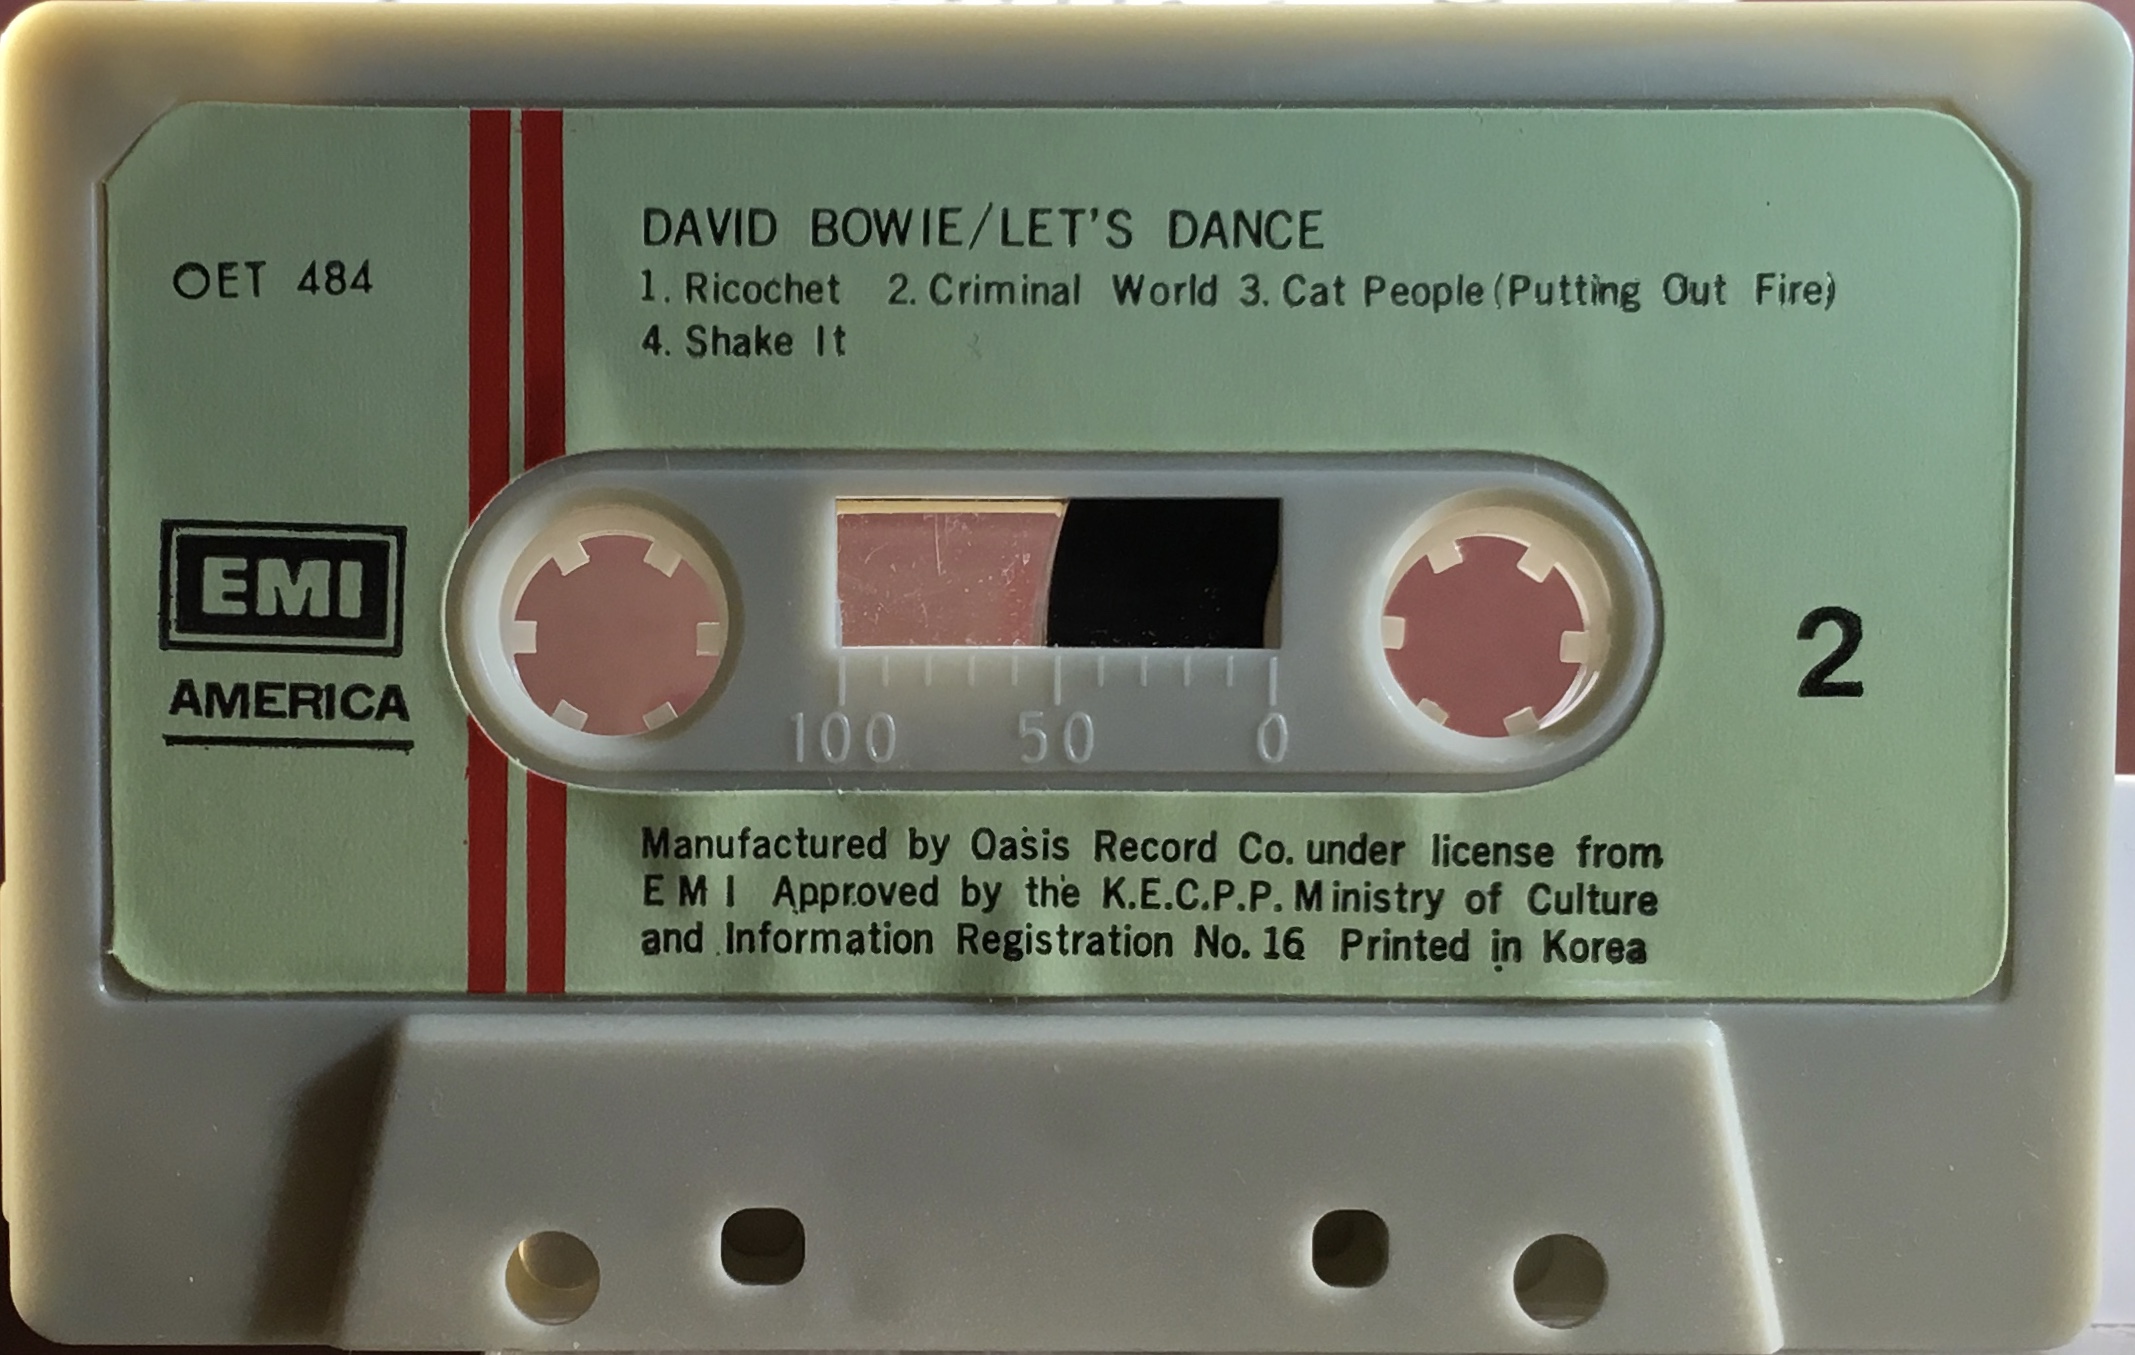 DAVID BOWIE/LET'S DANCE
OET 484
1. Ricochet 2. Criminal World 3. Cat People (Putting Out Fire)
4. Shake It
EMI
AMERICA
2
100 50 0
Manufactured by Oasis Record Co. under license from
EMI Approved by the K.E.C.P.P. Ministry of Culture
and Information Registration No. 16 Printed in Korea